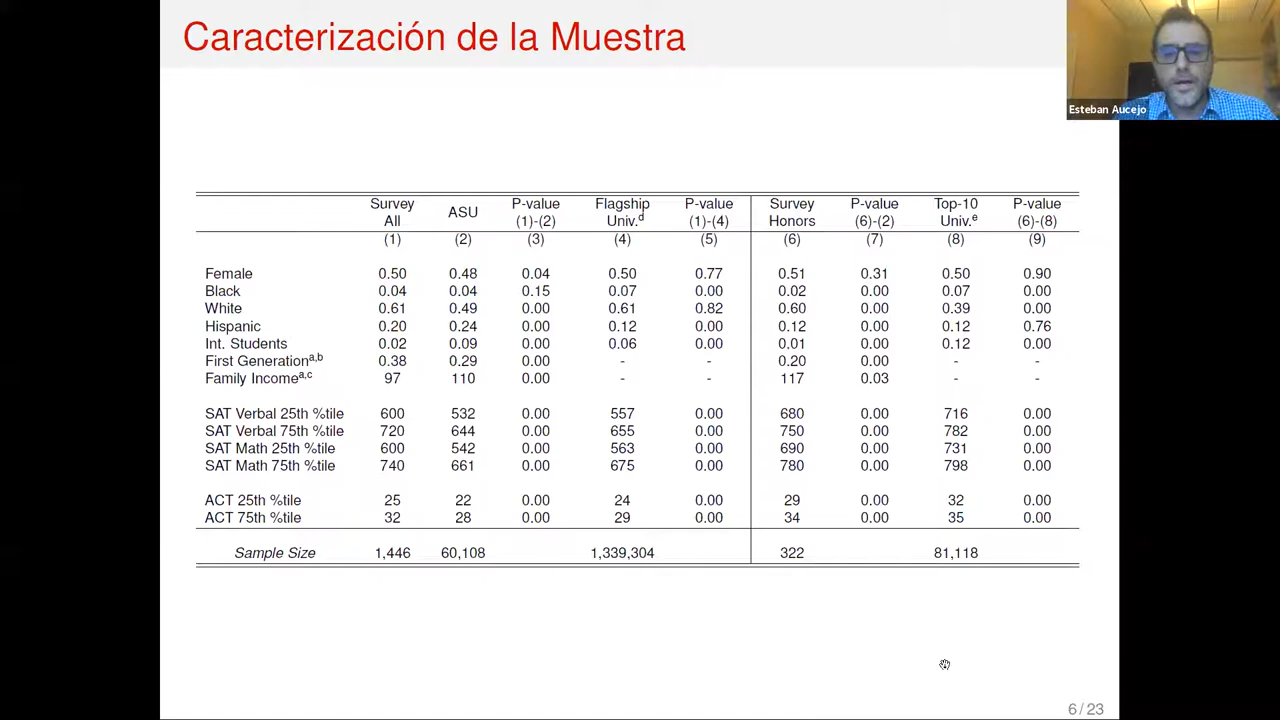 Caracterización de la Muestra
Esteban Aucejo
Survey All ASU P-value (1)-(2) Flagship Univ.d P-value (1)-(4) Survey Honors P-value (6)-(2) Top-10 Univ.e P-value (6)-(8)
(1) (2) (3) (4) (5) (6) (7) (8) (9)
Female 0.50 0.48 0.04 0.50 0.77 0.51 0.31 0.50 0.90
Black 0.04 0.04 0.15 0.07 0.00 0.02 0.00 0.07 0.00
White 0.61 0.49 0.00 0.61 0.82 0.60 0.00 0.39 0.00
Hispanic 0.20 0.24 0.00 0.12 0.00 0.12 0.00 0.12 0.76
Int. Students 0.02 0.09 0.00 0.06 0.00 0.01 0.00 0.12 0.00
First Generationa,b 0.38 0.29 0.00 - - 0.20 0.00 - -
Family Incomea,c 97 110 0.00 - - 117 0.03 - -
SAT Verbal 25th %tile 600 532 0.00 557 0.00 680 0.00 716 0.00
SAT Verbal 75th %tile 720 644 0.00 655 0.00 750 0.00 782 0.00
SAT Math 25th %tile 600 542 0.00 563 0.00 690 0.00 731 0.00
SAT Math 75th %tile 740 661 0.00 675 0.00 780 0.00 798 0.00
ACT 25th %tile 25 22 0.00 24 0.00 29 0.00 32 0.00
ACT 75th %tile 32 28 0.00 29 0.00 34 0.00 35 0.00
Sample Size 1,446 60,108 1,339,304 322 81,118
6 / 23